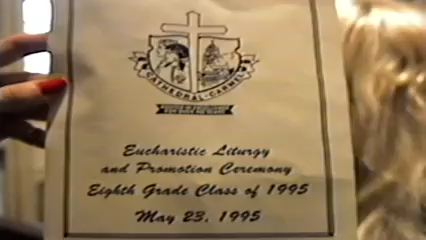 CATHEDRAL-CARMEL
Eucharistic Liturgy
and Promotion Ceremony
Eighth Grade Class of 1995
May 23, 1995